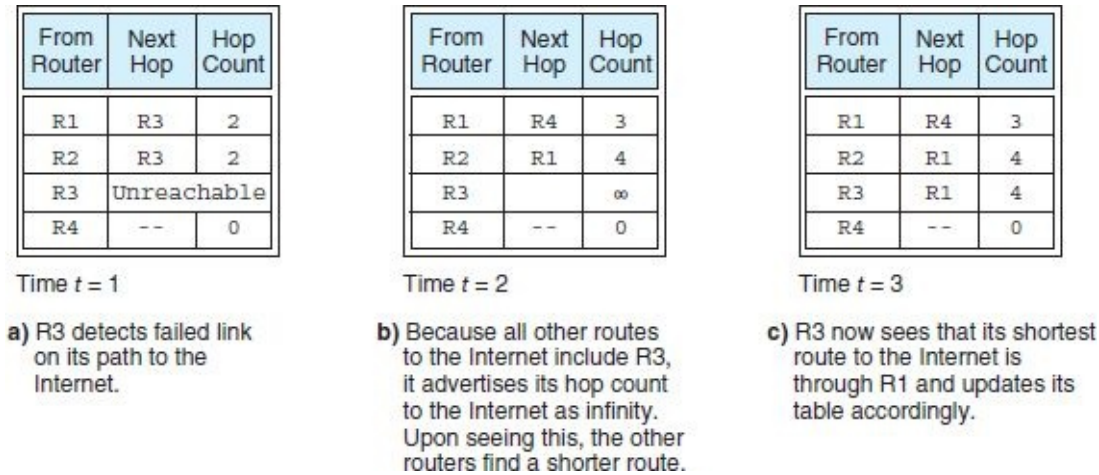 From Router Next Hop Hop Count
R1 R3 2
R2 R3 2
R3 Unreachable
R4 -- 0
Time t = 1
a) R3 detects failed link
on its path to the
Internet.
From Router Next Hop Hop Count
R1 R4 3
R2 R1 4
R3 ∞
R4 -- 0
Time t = 2
b) Because all other routes
to the Internet include R3,
it advertises its hop count
to the Internet as infinity.
Upon seeing this, the other
routers find a shorter route.
From Router Next Hop Hop Count
R1 R4 3
R2 R1 4
R3 R1 4
R4 -- 0
Time t = 3
c) R3 now sees that its shortest
route to the Internet is
through R1 and updates its
table accordingly.